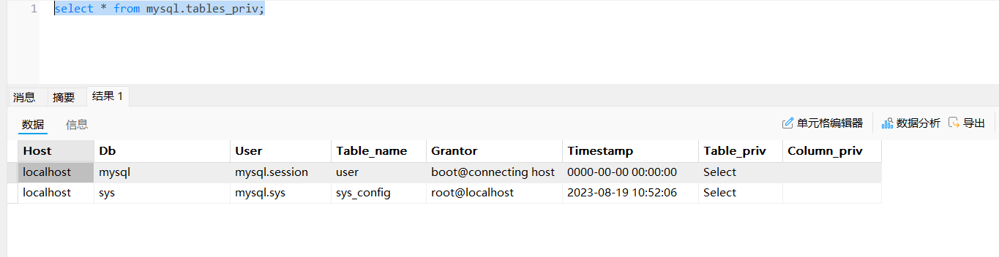 1 select * from mysql.tables_priv;
消息 摘要 结果 1
数据 信息 单元格编辑器 数据分析 导出
Host Db User Table_name Grantor Timestamp Table_priv Column_priv
localhost mysql mysql.session user boot@connecting host 0000-00-00 00:00:00 Select
localhost sys mysql.sys sys_config root@localhost 2023-08-19 10:52:06 Select